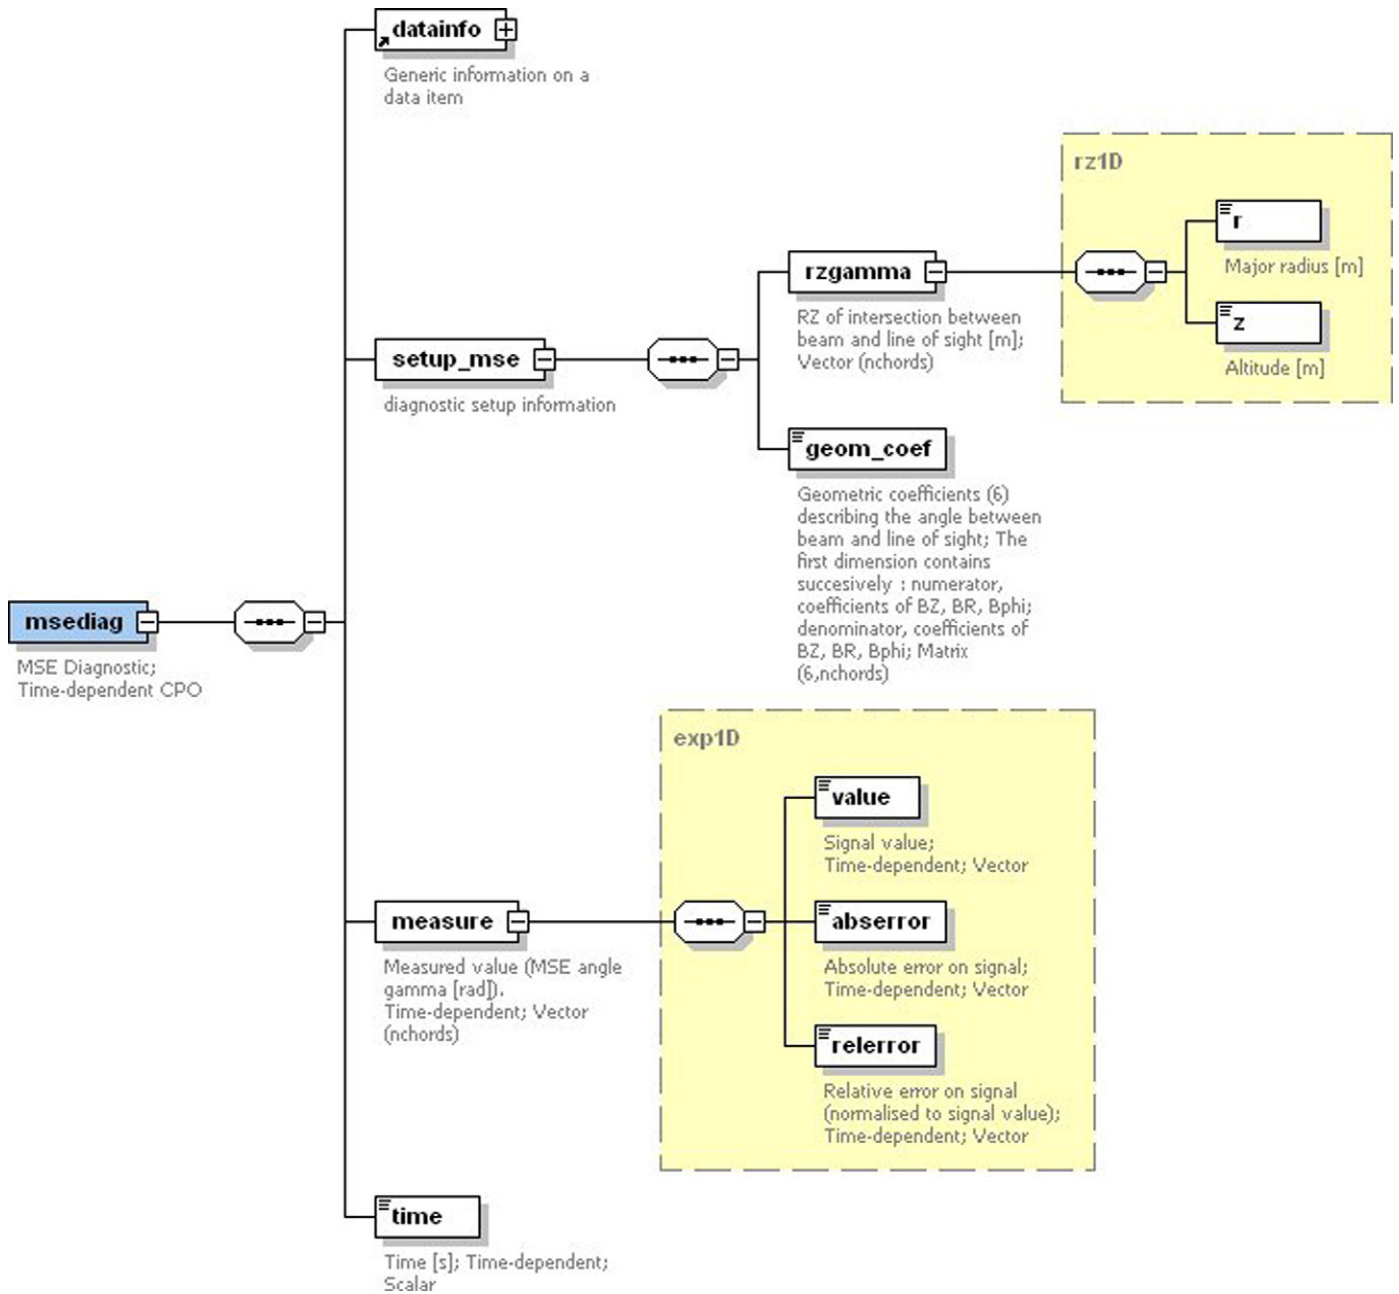 datainfo
Generic information on a
data item
rz1D
r
Major radius [m]
z
Altitude [m]
rzgamma
RZ of intersection between
beam and line of sight [m];
Vector (nchords)
setup_mse
diagnostic setup information
geom_coef
Geometric coefficients (6)
describing the angle between
beam and line of sight; The
first dimension contains
succesively : numerator,
coefficients of BZ, BR, Bphi;
denominator, coefficients of
BZ, BR, Bphi; Matrix
(6,nchords)
msediag
MSE Diagnostic;
Time-dependent CPO
exp1D
value
Signal value;
Time-dependent; Vector
measure
Measured value (MSE angle
gamma [rad]).
Time-dependent; Vector
(nchords)
abserror
Absolute error on signal;
Time-dependent; Vector
relerror
Relative error on signal
(normalised to signal value);
Time-dependent; Vector
time
Time [s]; Time-dependent;
Scalar